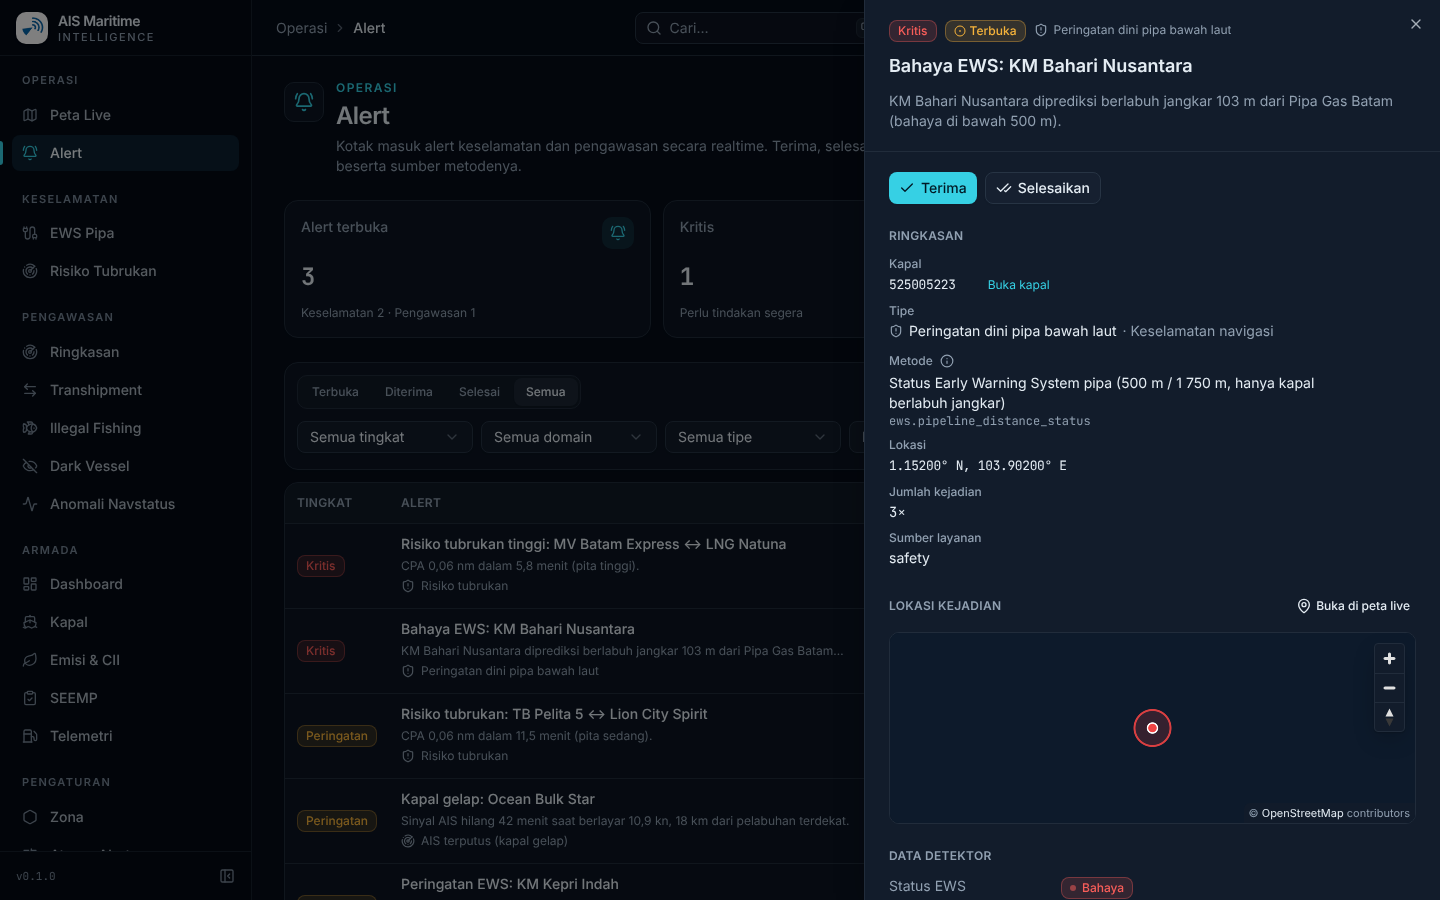 AIS Maritime
INTELLIGENCE
OPERASI
Peta Live
Alert
KESELAMATAN
EWS Pipa
Risiko Tubrukan
PENGAWASAN
Ringkasan
Transhipment
Illegal Fishing
Dark Vessel
Anomali Navstatus
ARMADA
Dashboard
Kapal
Emisi & CII
SEEMP
Telemetri
PENGATURAN
Zona
v0.1.0
Operasi > Alert
Cari...
OPERASI
Alert
Kotak masuk alert keselamatan dan pengawasan secara realtime. Terima,
beserta sumber metodenya.
Alert terbuka
3
Keselamatan 2 · Pengawasan 1
Kritis
1
Perlu tindakan segera
Terbuka Diterima Selesai Semua
Semua tingkat Semua domain Semua tipe
TINGKAT ALERT
Kritis
Risiko tubrukan tinggi: MV Batam Express ↔ LNG Natuna
CPA 0,06 nm dalam 5,8 menit (pita tinggi).
Risiko tubrukan
Kritis
Bahaya EWS: KM Bahari Nusantara
KM Bahari Nusantara diprediksi berlabuh jangkar 103 m dari Pipa Gas Batam...
Peringatan dini pipa bawah laut
Peringatan
Risiko tubrukan: TB Pelita 5 ↔ Lion City Spirit
CPA 0,06 nm dalam 11,5 menit (pita sedang).
Risiko tubrukan
Peringatan
Kapal gelap: Ocean Bulk Star
Sinyal AIS hilang 42 menit saat berlayar 10,9 kn, 18 km dari pelabuhan terdekat.
AIS terputus (kapal gelap)
Peringatan EWS: KM Kepri Indah
Kritis Terbuka Peringatan dini pipa bawah laut
Bahaya EWS: KM Bahari Nusantara
KM Bahari Nusantara diprediksi berlabuh jangkar 103 m dari Pipa Gas Batam
(bahaya di bawah 500 m).
Terima Selesaikan
RINGKASAN
Kapal
525005223 Buka kapal
Tipe
Peringatan dini pipa bawah laut · Keselamatan navigasi
Metode
Status Early Warning System pipa (500 m / 1 750 m, hanya kapal
berlabuh jangkar)
ews.pipeline_distance_status
Lokasi
1.15200° N, 103.90200° E
Jumlah kejadian
3×
Sumber layanan
safety
LOKASI KEJADIAN Buka di peta live
© OpenStreetMap contributors
DATA DETEKTOR
Status EWS Bahaya